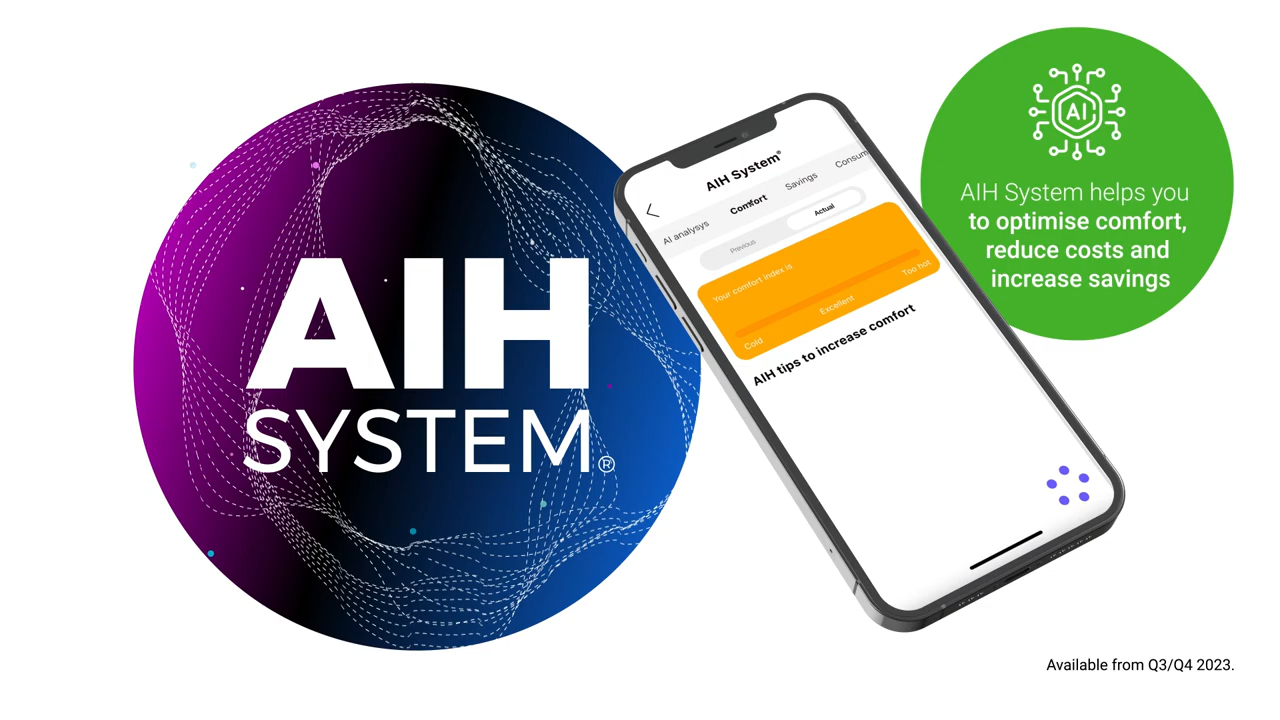 AIH
SYSTEM®
AIH System®
AI analysys
Comfort
Savings
Consum
Previous
Actual
Your comfort index is
Cold
Excellent
Too hot
AIH tips to increase comfort
AI
AIH System helps you
to optimise comfort,
reduce costs and
increase savings
Available from Q3/Q4 2023.